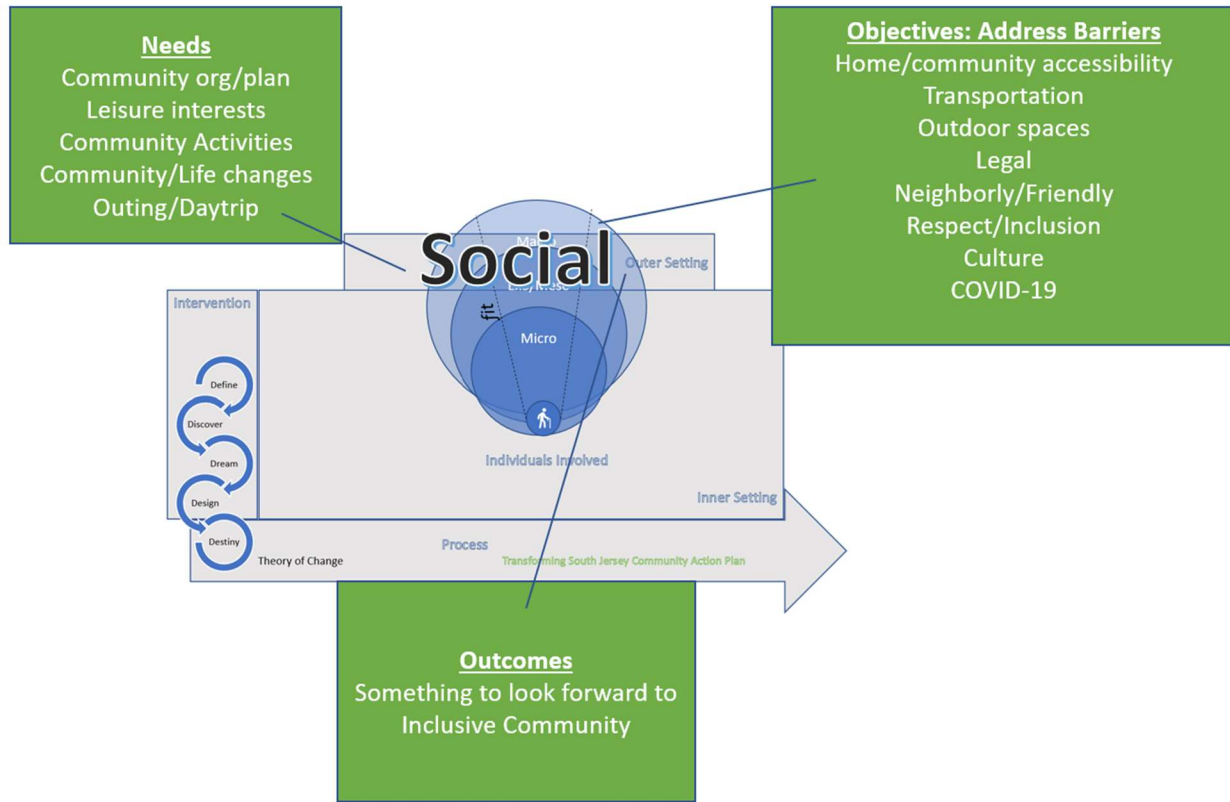 Needs
Community org/plan
Leisure interests
Community Activities
Community/Life changes
Outing/Daytrip
Objectives: Address Barriers
Home/community accessibility
Transportation
Outdoor spaces
Legal
Neighborly/Friendly
Respect/Inclusion
Culture
COVID-19
Social
Outer Setting
Intervention
fit
Micro
Define
Discover
Dream
Design
Destiny
Individuals Involved
Inner Setting
Process
Theory of Change
Transforming South Jersey Community Action Plan
Outcomes
Something to look forward to
Inclusive Community